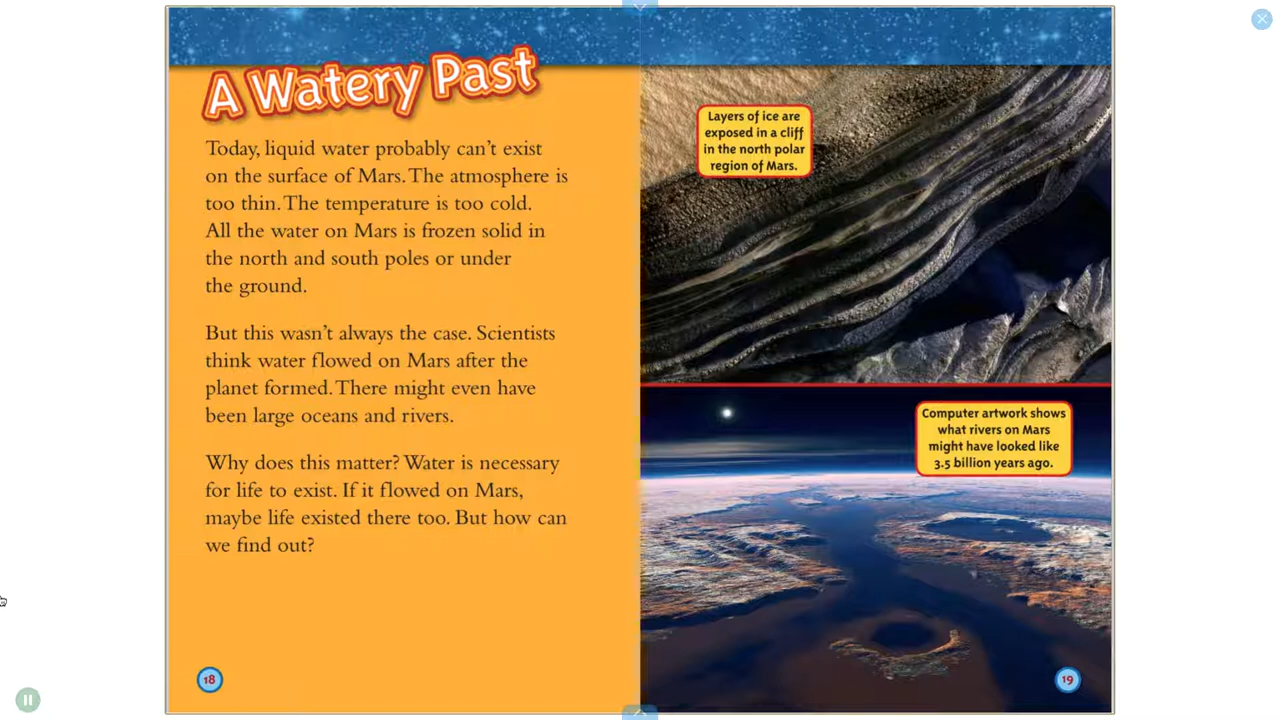 A Watery Past
Today, liquid water probably can't exist
on the surface of Mars. The atmosphere is
too thin. The temperature is too cold.
All the water on Mars is frozen solid in
the north and south poles or under
the ground.
But this wasn't always the case. Scientists
think water flowed on Mars after the
planet formed. There might even have
been large oceans and rivers.
Why does this matter? Water is necessary
for life to exist. If it flowed on Mars,
maybe life existed there too. But how can
we find out?
18
Layers of ice are
exposed in a cliff
in the north polar
region of Mars.
Computer artwork shows
what rivers on Mars
might have looked like
3.5 billion years ago.
19